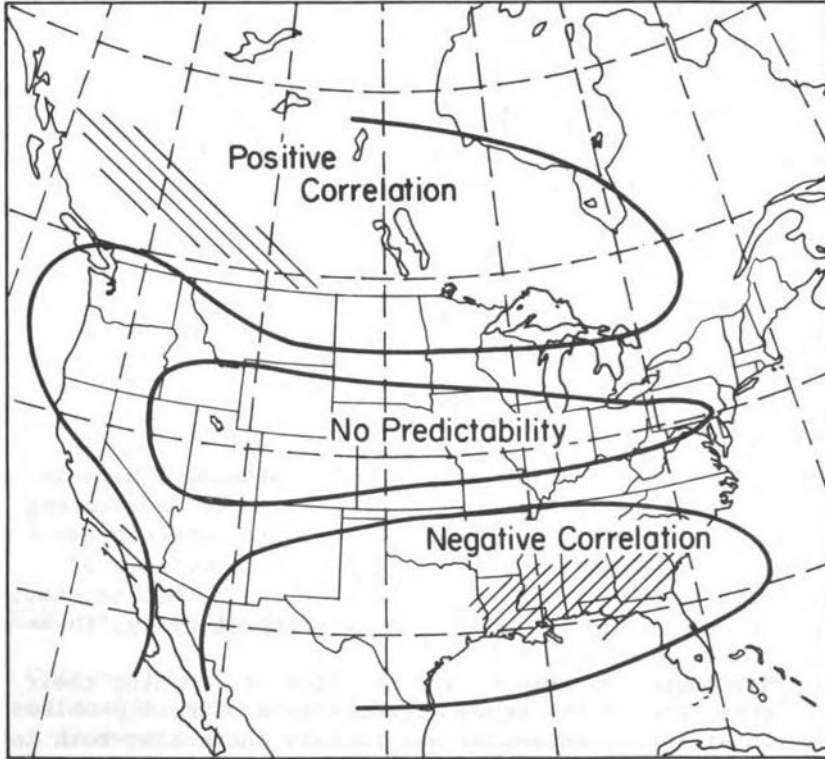 Positive
Correlation
No Predictability
Negative Correlation